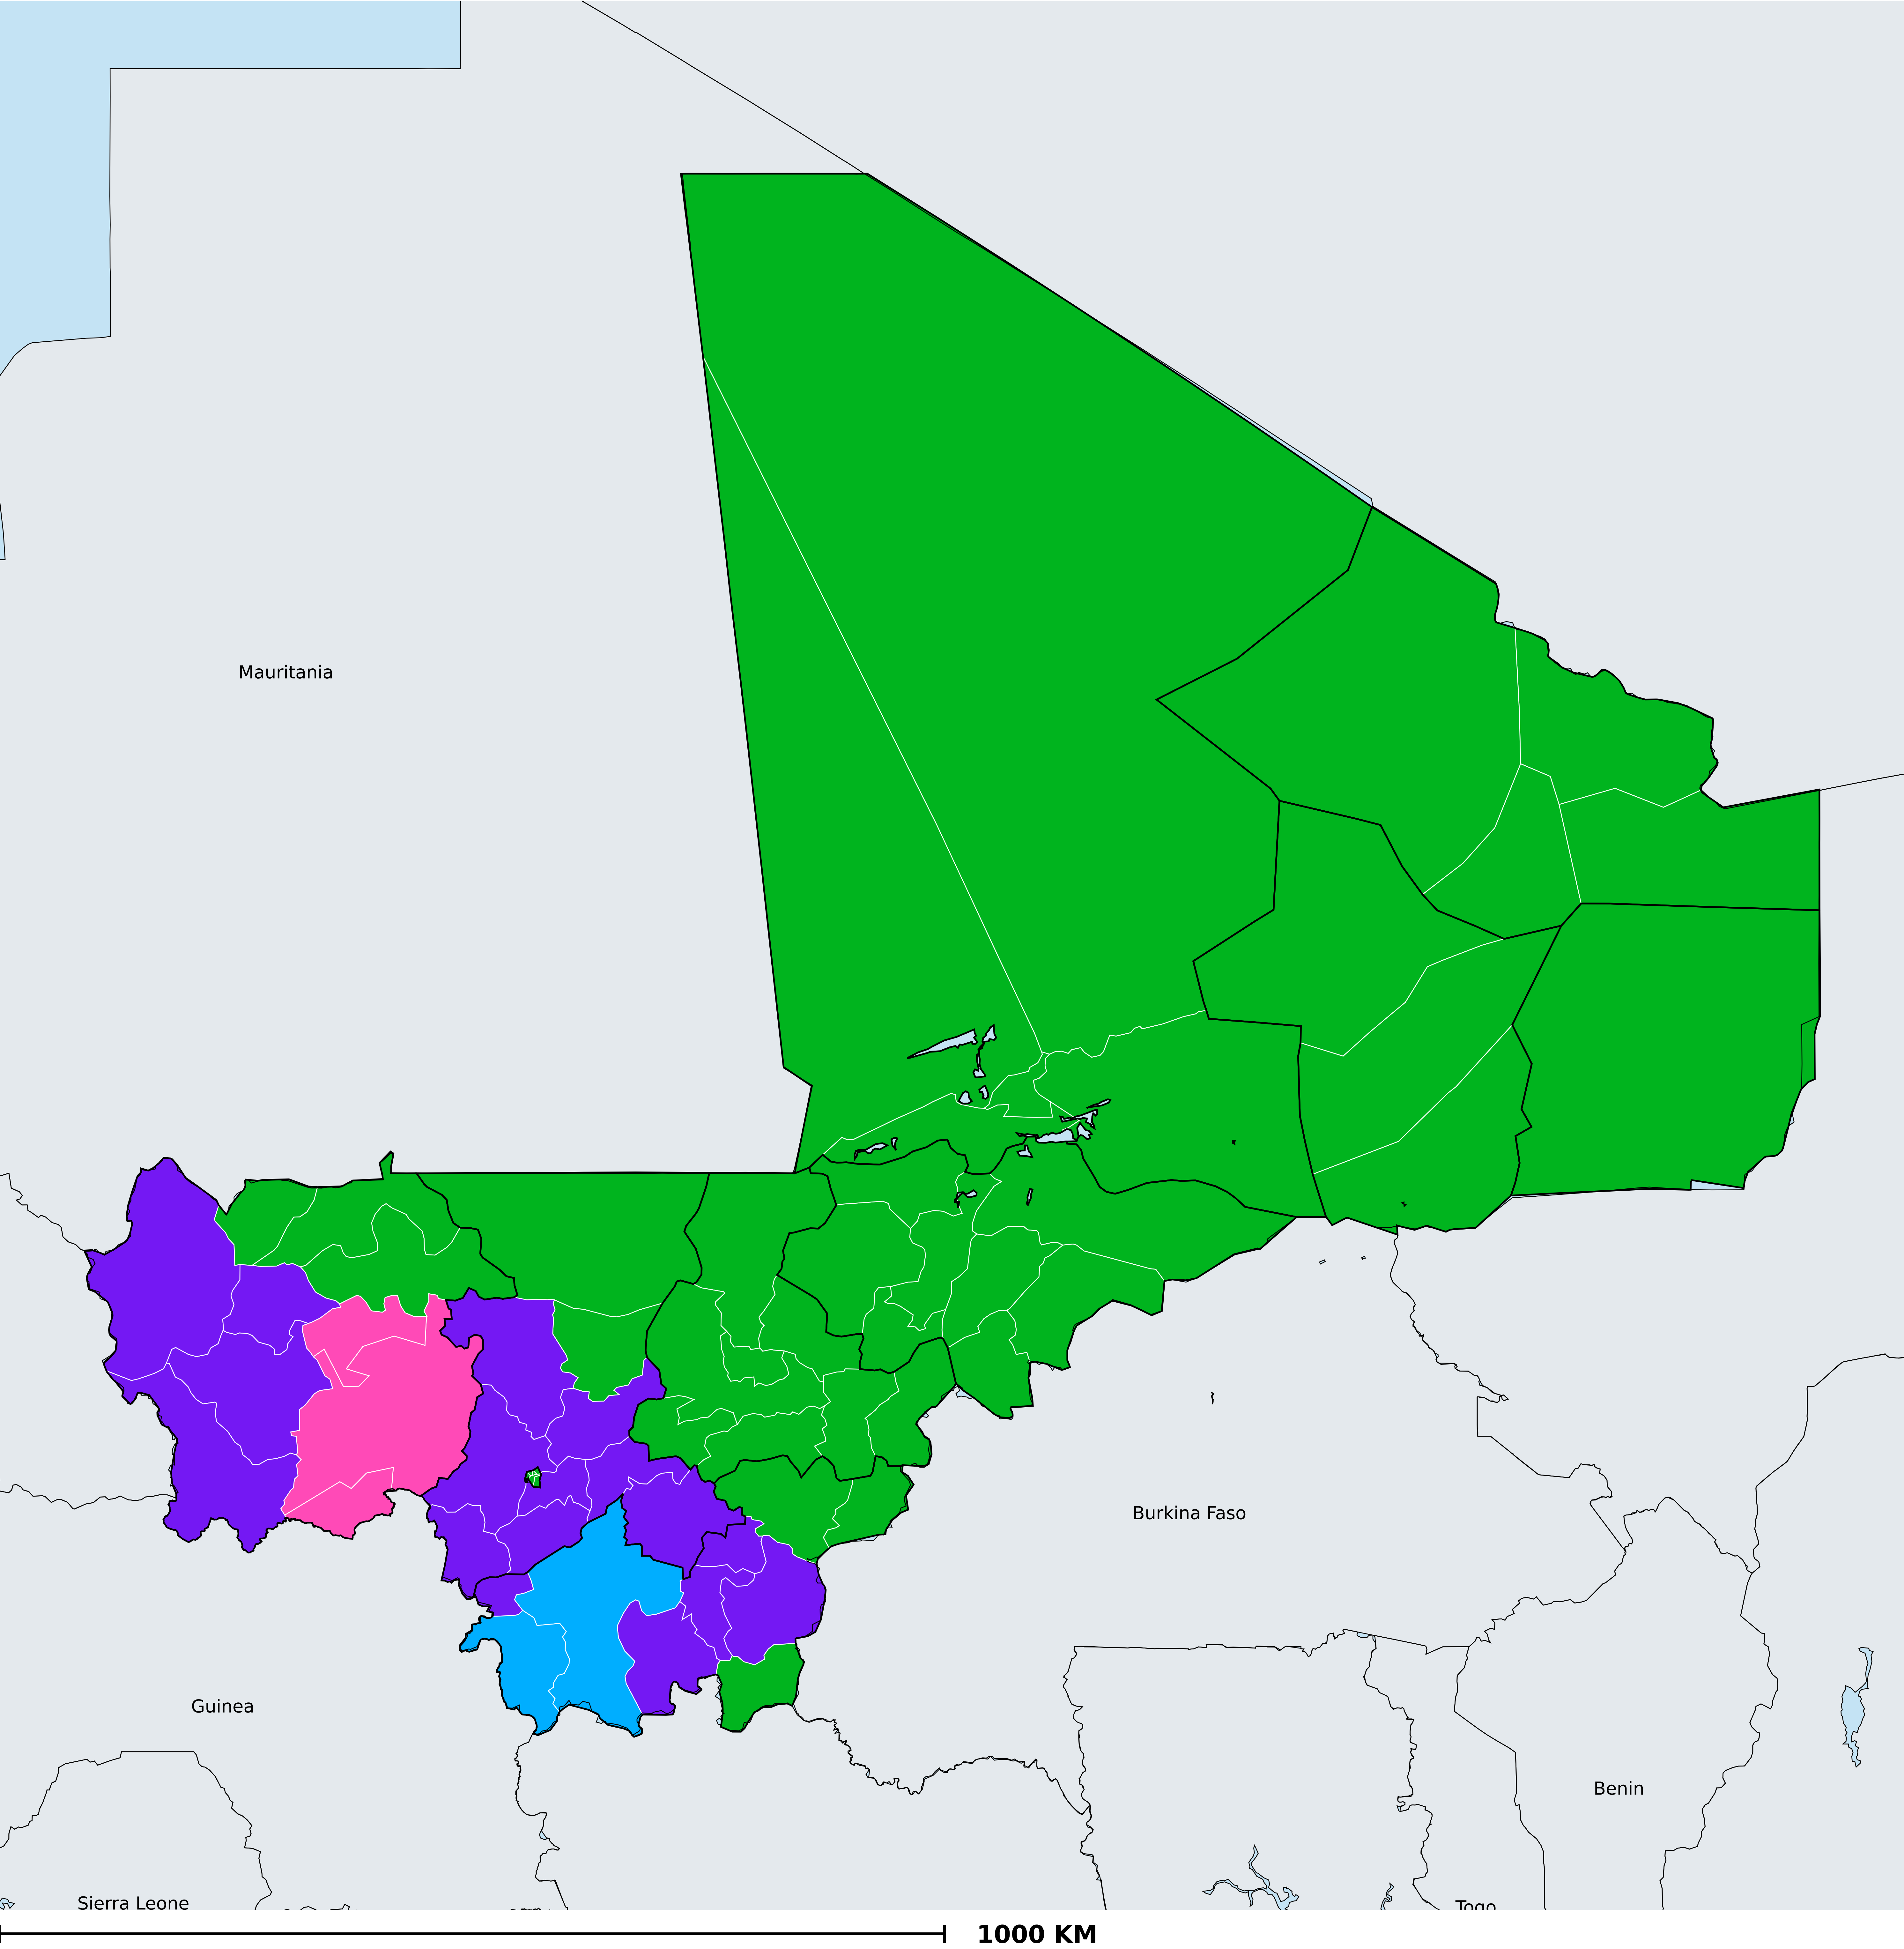 Mauritania
Burkina Faso
Guinea
Benin
Sierra Leone
Togo
1000 KM